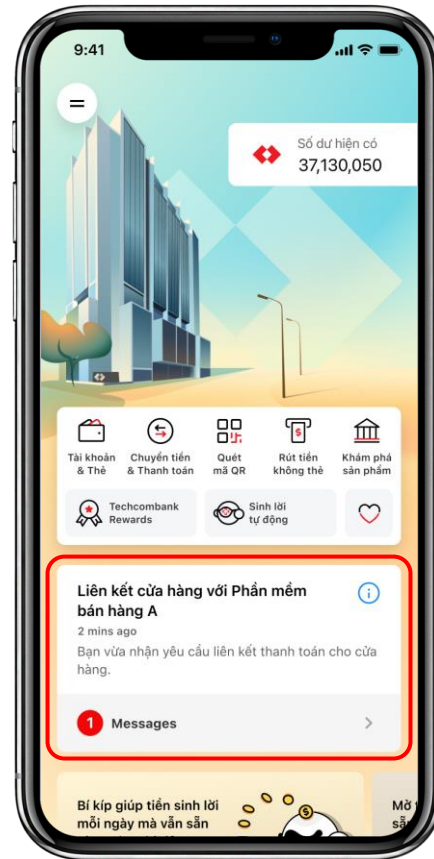 9:41
Số dư hiện có
37,130,050
Tài khoản
& Thẻ
Chuyển tiền
& Thanh toán
Quét
mã QR
Rút tiền
không thẻ
Khám phá
sản phẩm
Techcombank
Rewards
Sinh lời
tự động
Liên kết cửa hàng với Phần mềm
bán hàng A
2 mins ago
Bạn vừa nhận yêu cầu liên kết thanh toán cho cửa
hàng.
1 Messages
Bí kíp giúp tiền sinh lời
mỗi ngày mà vẫn sẵn